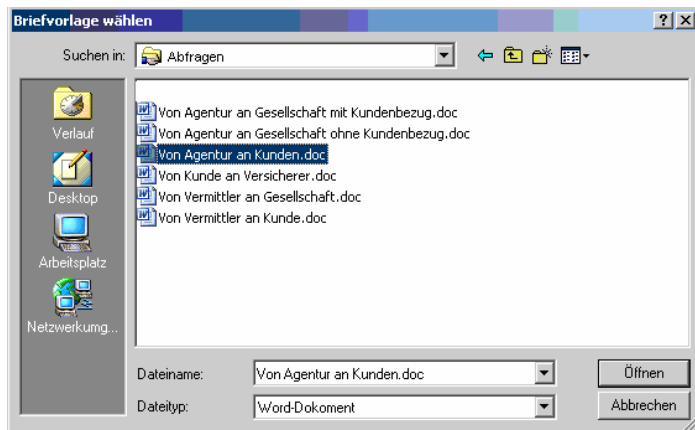 Briefvorlage wählen
Suchen in: Abfragen
Verlauf
Desktop
Arbeitsplatz
Netzwerkumg...
Von Agentur an Gesellschaft mit Kundenbezug.doc
Von Agentur an Gesellschaft ohne Kundenbezug.doc
Von Agentur an Kunden.doc
Von Kunde an Versicherer.doc
Von Vermittler an Gesellschaft.doc
Von Vermittler an Kunde.doc
Dateiname: Von Agentur an Kunden.doc Öffnen
Dateityp: Word-Dokoment Abbrechen